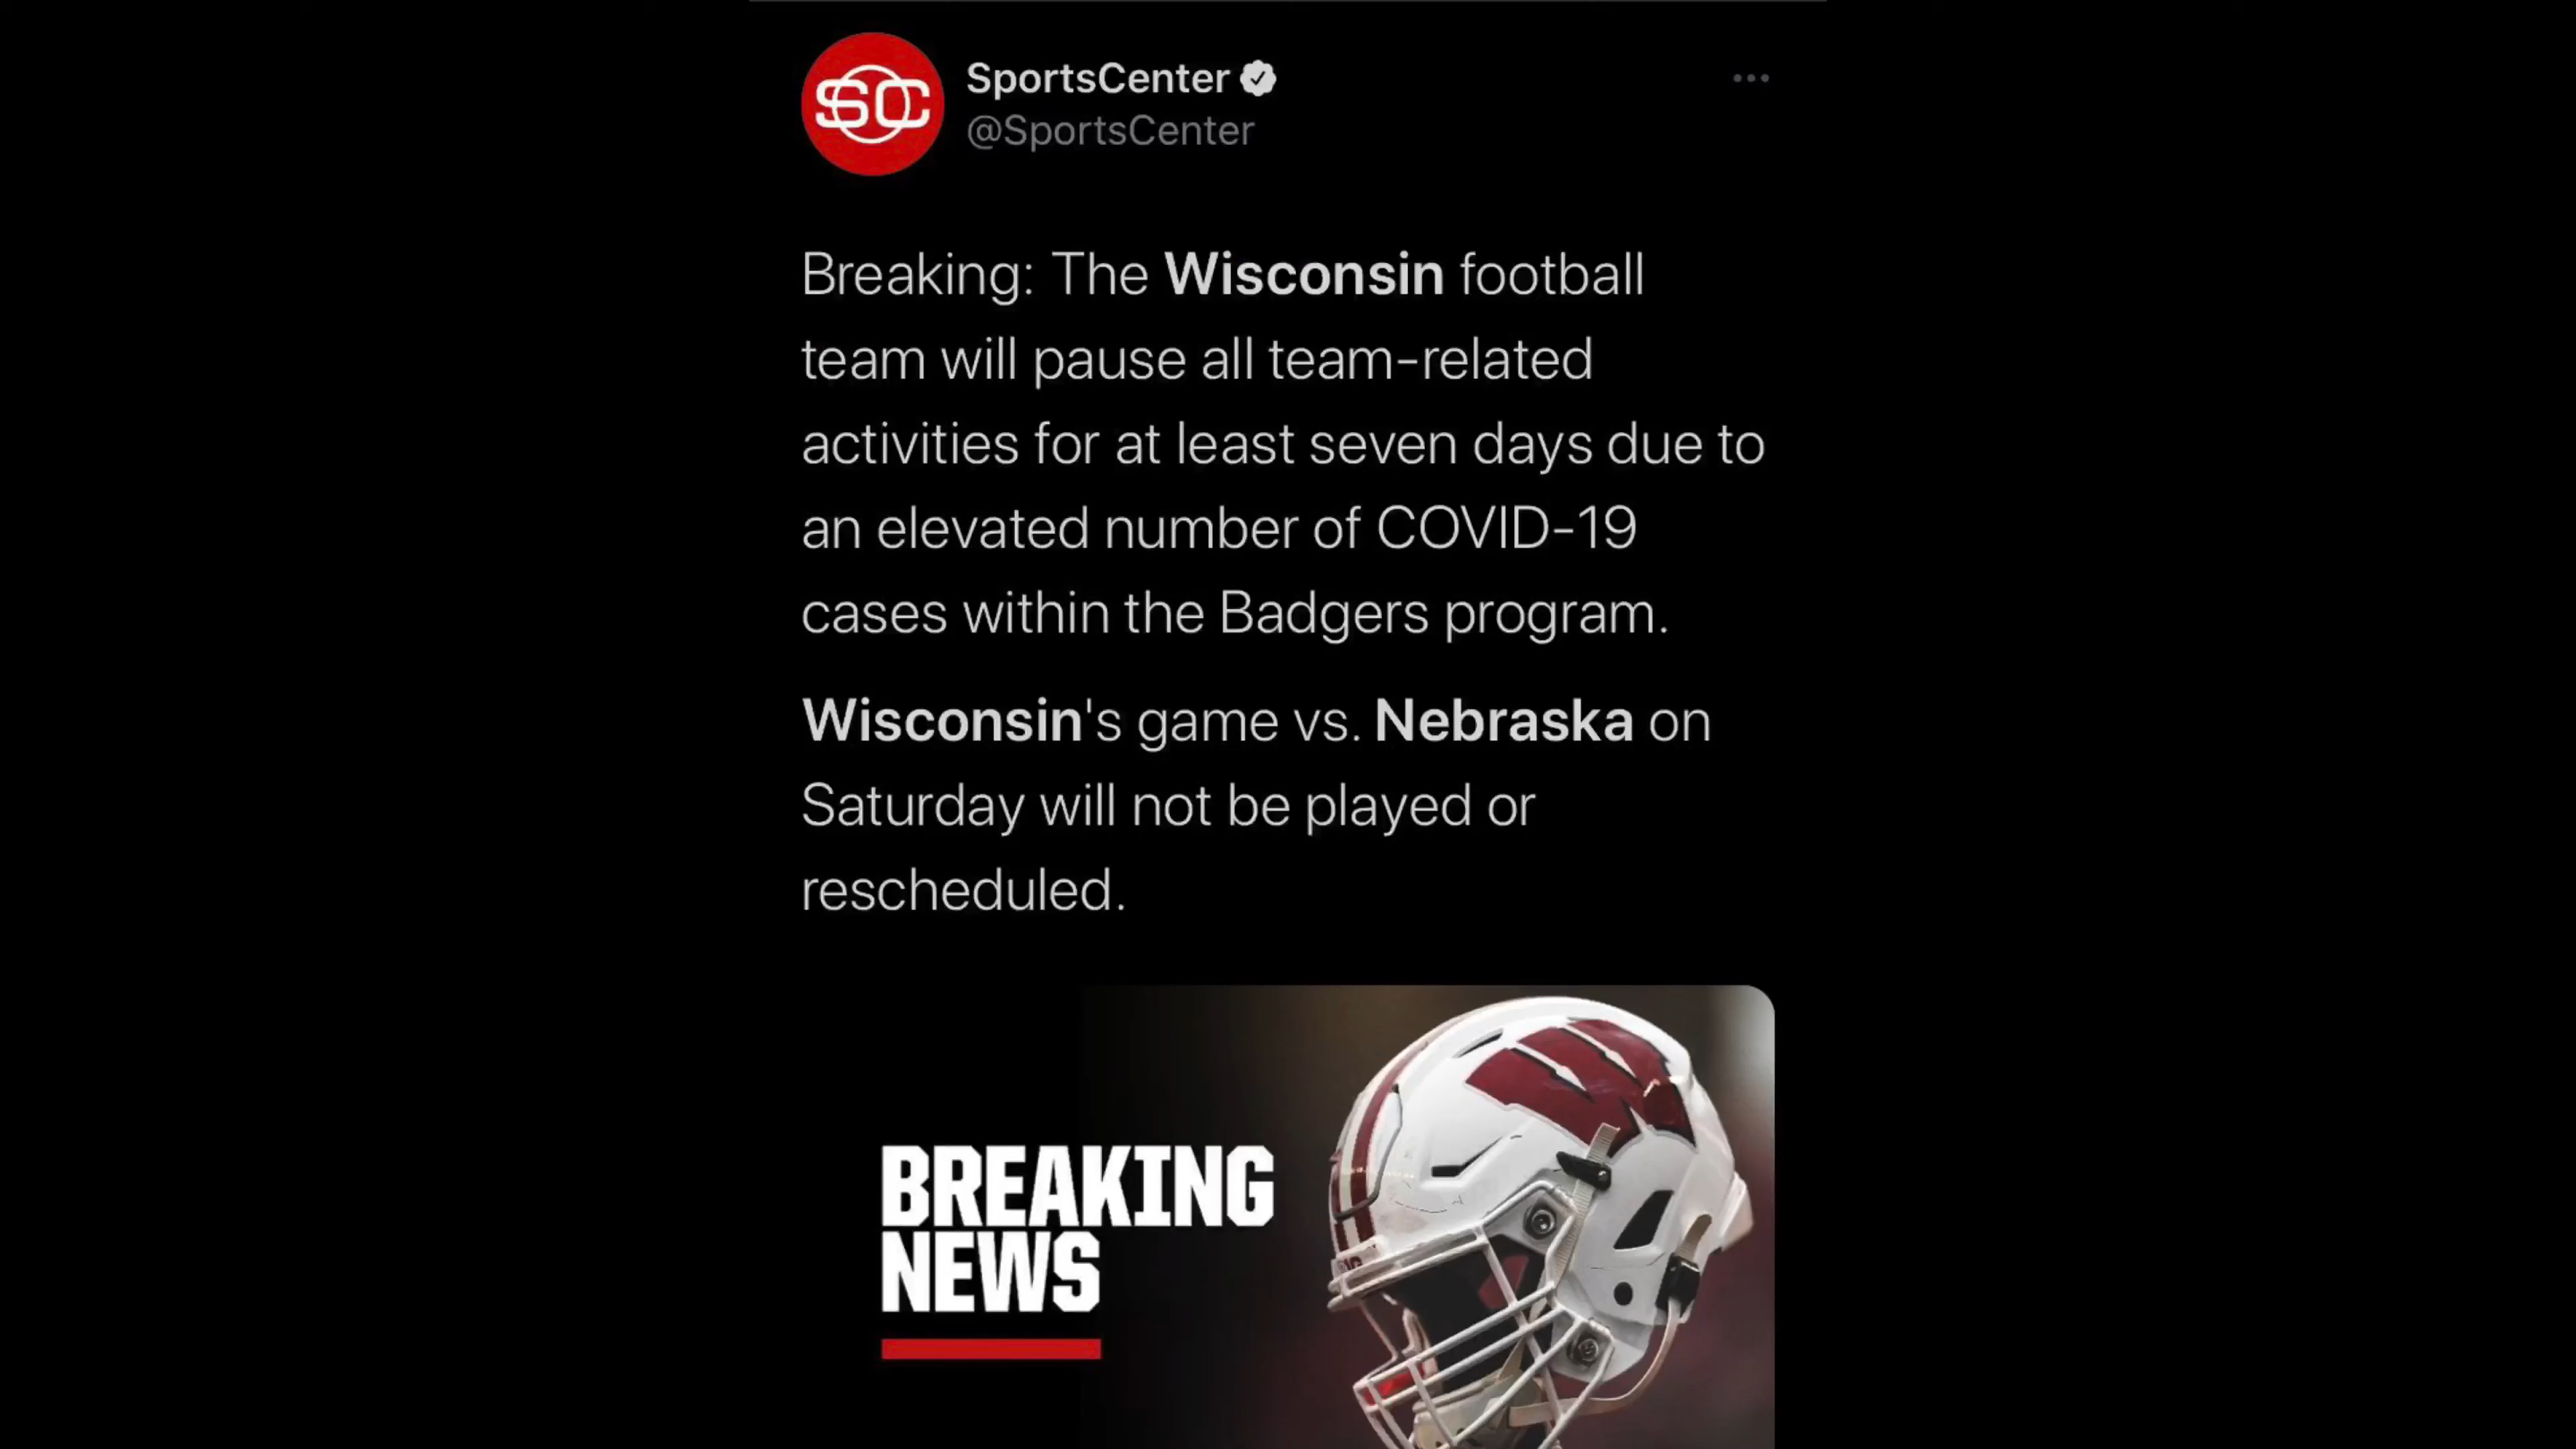 SC
SportsCenter
@SportsCenter
Breaking: The Wisconsin football
team will pause all team-related
activities for at least seven days due to
an elevated number of COVID-19
cases within the Badgers program.
Wisconsin's game vs. Nebraska on
Saturday will not be played or
rescheduled.
BREAKING
NEWS
W